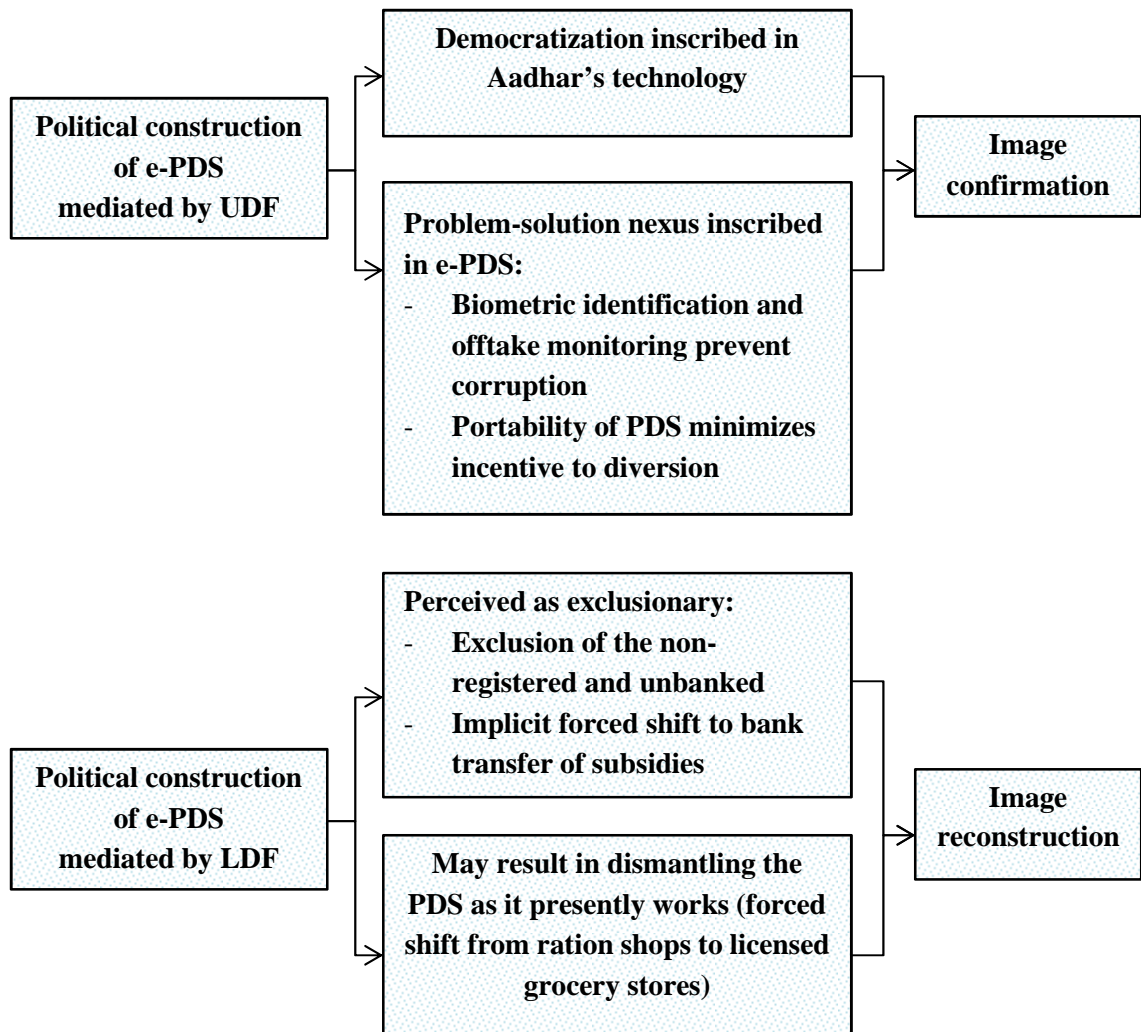 Political construction
of e-PDS
mediated by UDF
Democratization inscribed in
Aadhar's technology
Problem-solution nexus inscribed
in e-PDS:
- Biometric identification and
offtake monitoring prevent
corruption
- Portability of PDS minimizes
incentive to diversion
Image
confirmation
Political construction
of e-PDS
mediated by LDF
Perceived as exclusionary:
- Exclusion of the non-
registered and unbanked
- Implicit forced shift to bank
transfer of subsidies
May result in dismantling the
PDS as it presently works (forced
shift from ration shops to licensed
grocery stores)
Image
reconstruction